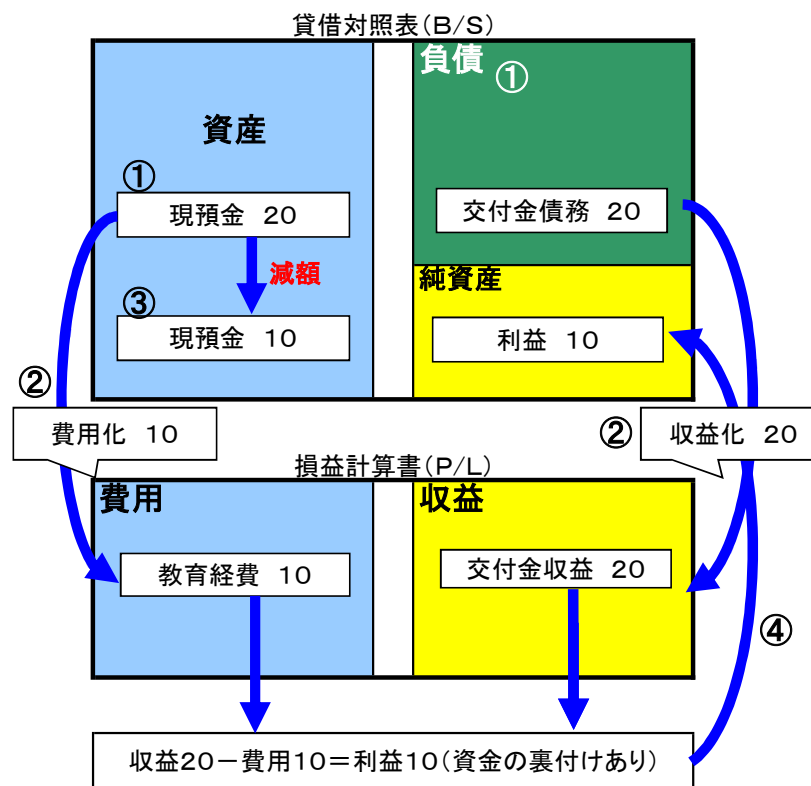 貸借対照表(B/S)
負債
①
資産
①
現預金 20
交付金債務 20
減額
純資産
③
現預金 10
利益 10
②
費用化 10
②
収益化 20
損益計算書(P/L)
費用
収益
教育経費 10
交付金収益 20
④
収益20-費用10=利益10(資金の裏付けあり)